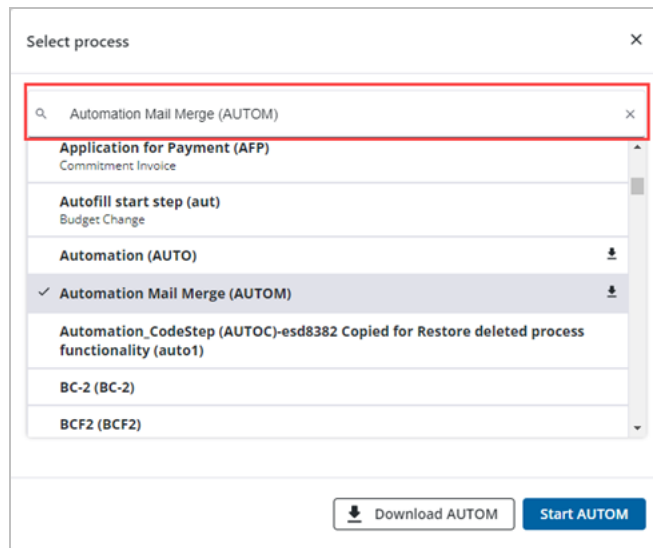 Select process
Automation Mail Merge (AUTOM)
Application for Payment (AFP)
Commitment Invoice
Autofill start step (aut)
Budget Change
Automation (AUTO)
Automation Mail Merge (AUTOM)
Automation_CodeStep (AUTOC)-esd8382 Copied for Restore deleted process
functionality (auto1)
BC-2 (BC-2)
BCF2 (BCF2)
Download AUTOM
Start AUTOM